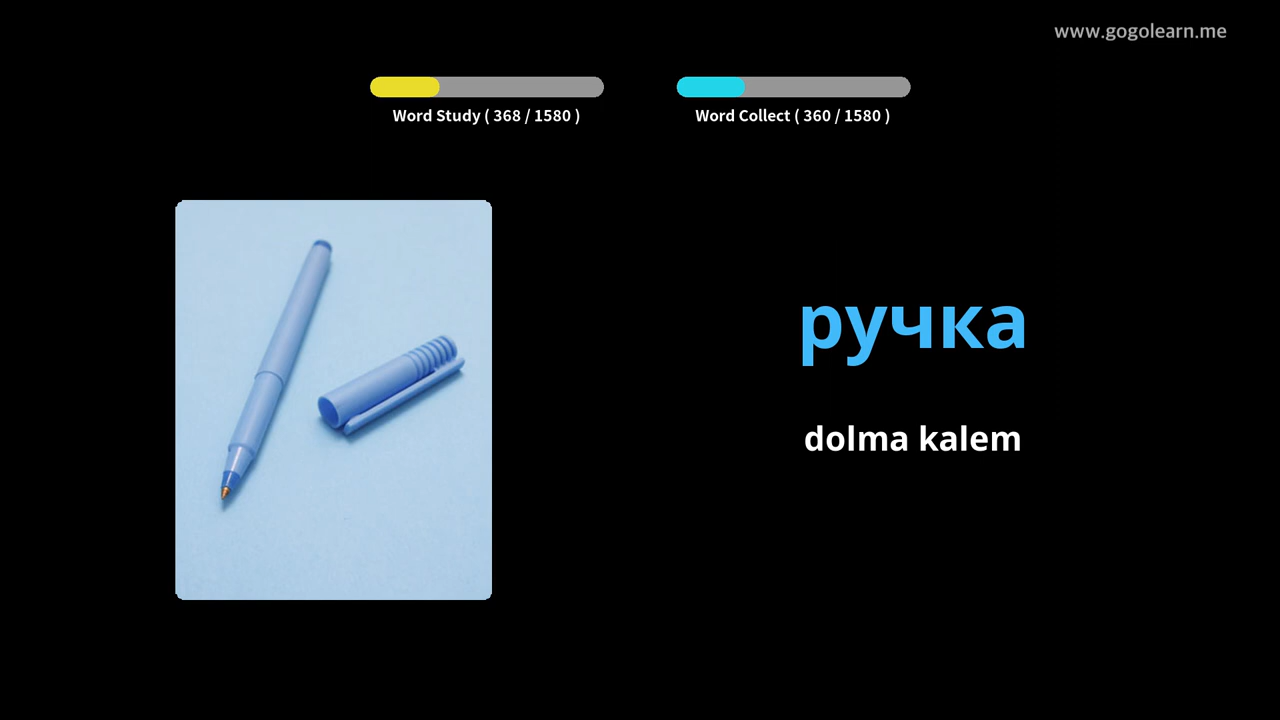 www.gogolearn.me
Word Study ( 368 / 1580 )
Word Collect ( 360 / 1580 )
ручка
dolma kalem